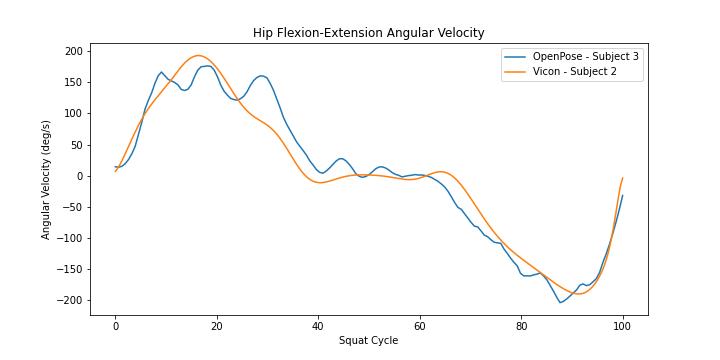 Hip Flexion-Extension Angular Velocity
OpenPose - Subject 3
Vicon - Subject 2
Angular Velocity (deg/s)
200
150
100
50
0
−50
−100
−150
−200
0 20 40 60 80 100
Squat Cycle